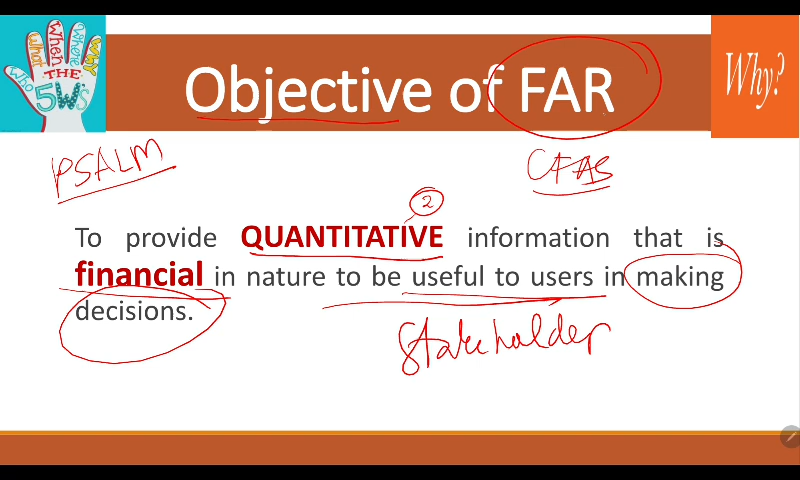 Who What When Where Why
THE
5W's
Objective of FAR
Why?
PSALM
CFAS
2
To provide QUANTITATIVE information that is
financial in nature to be useful to users in making
decisions.
Stakeholder